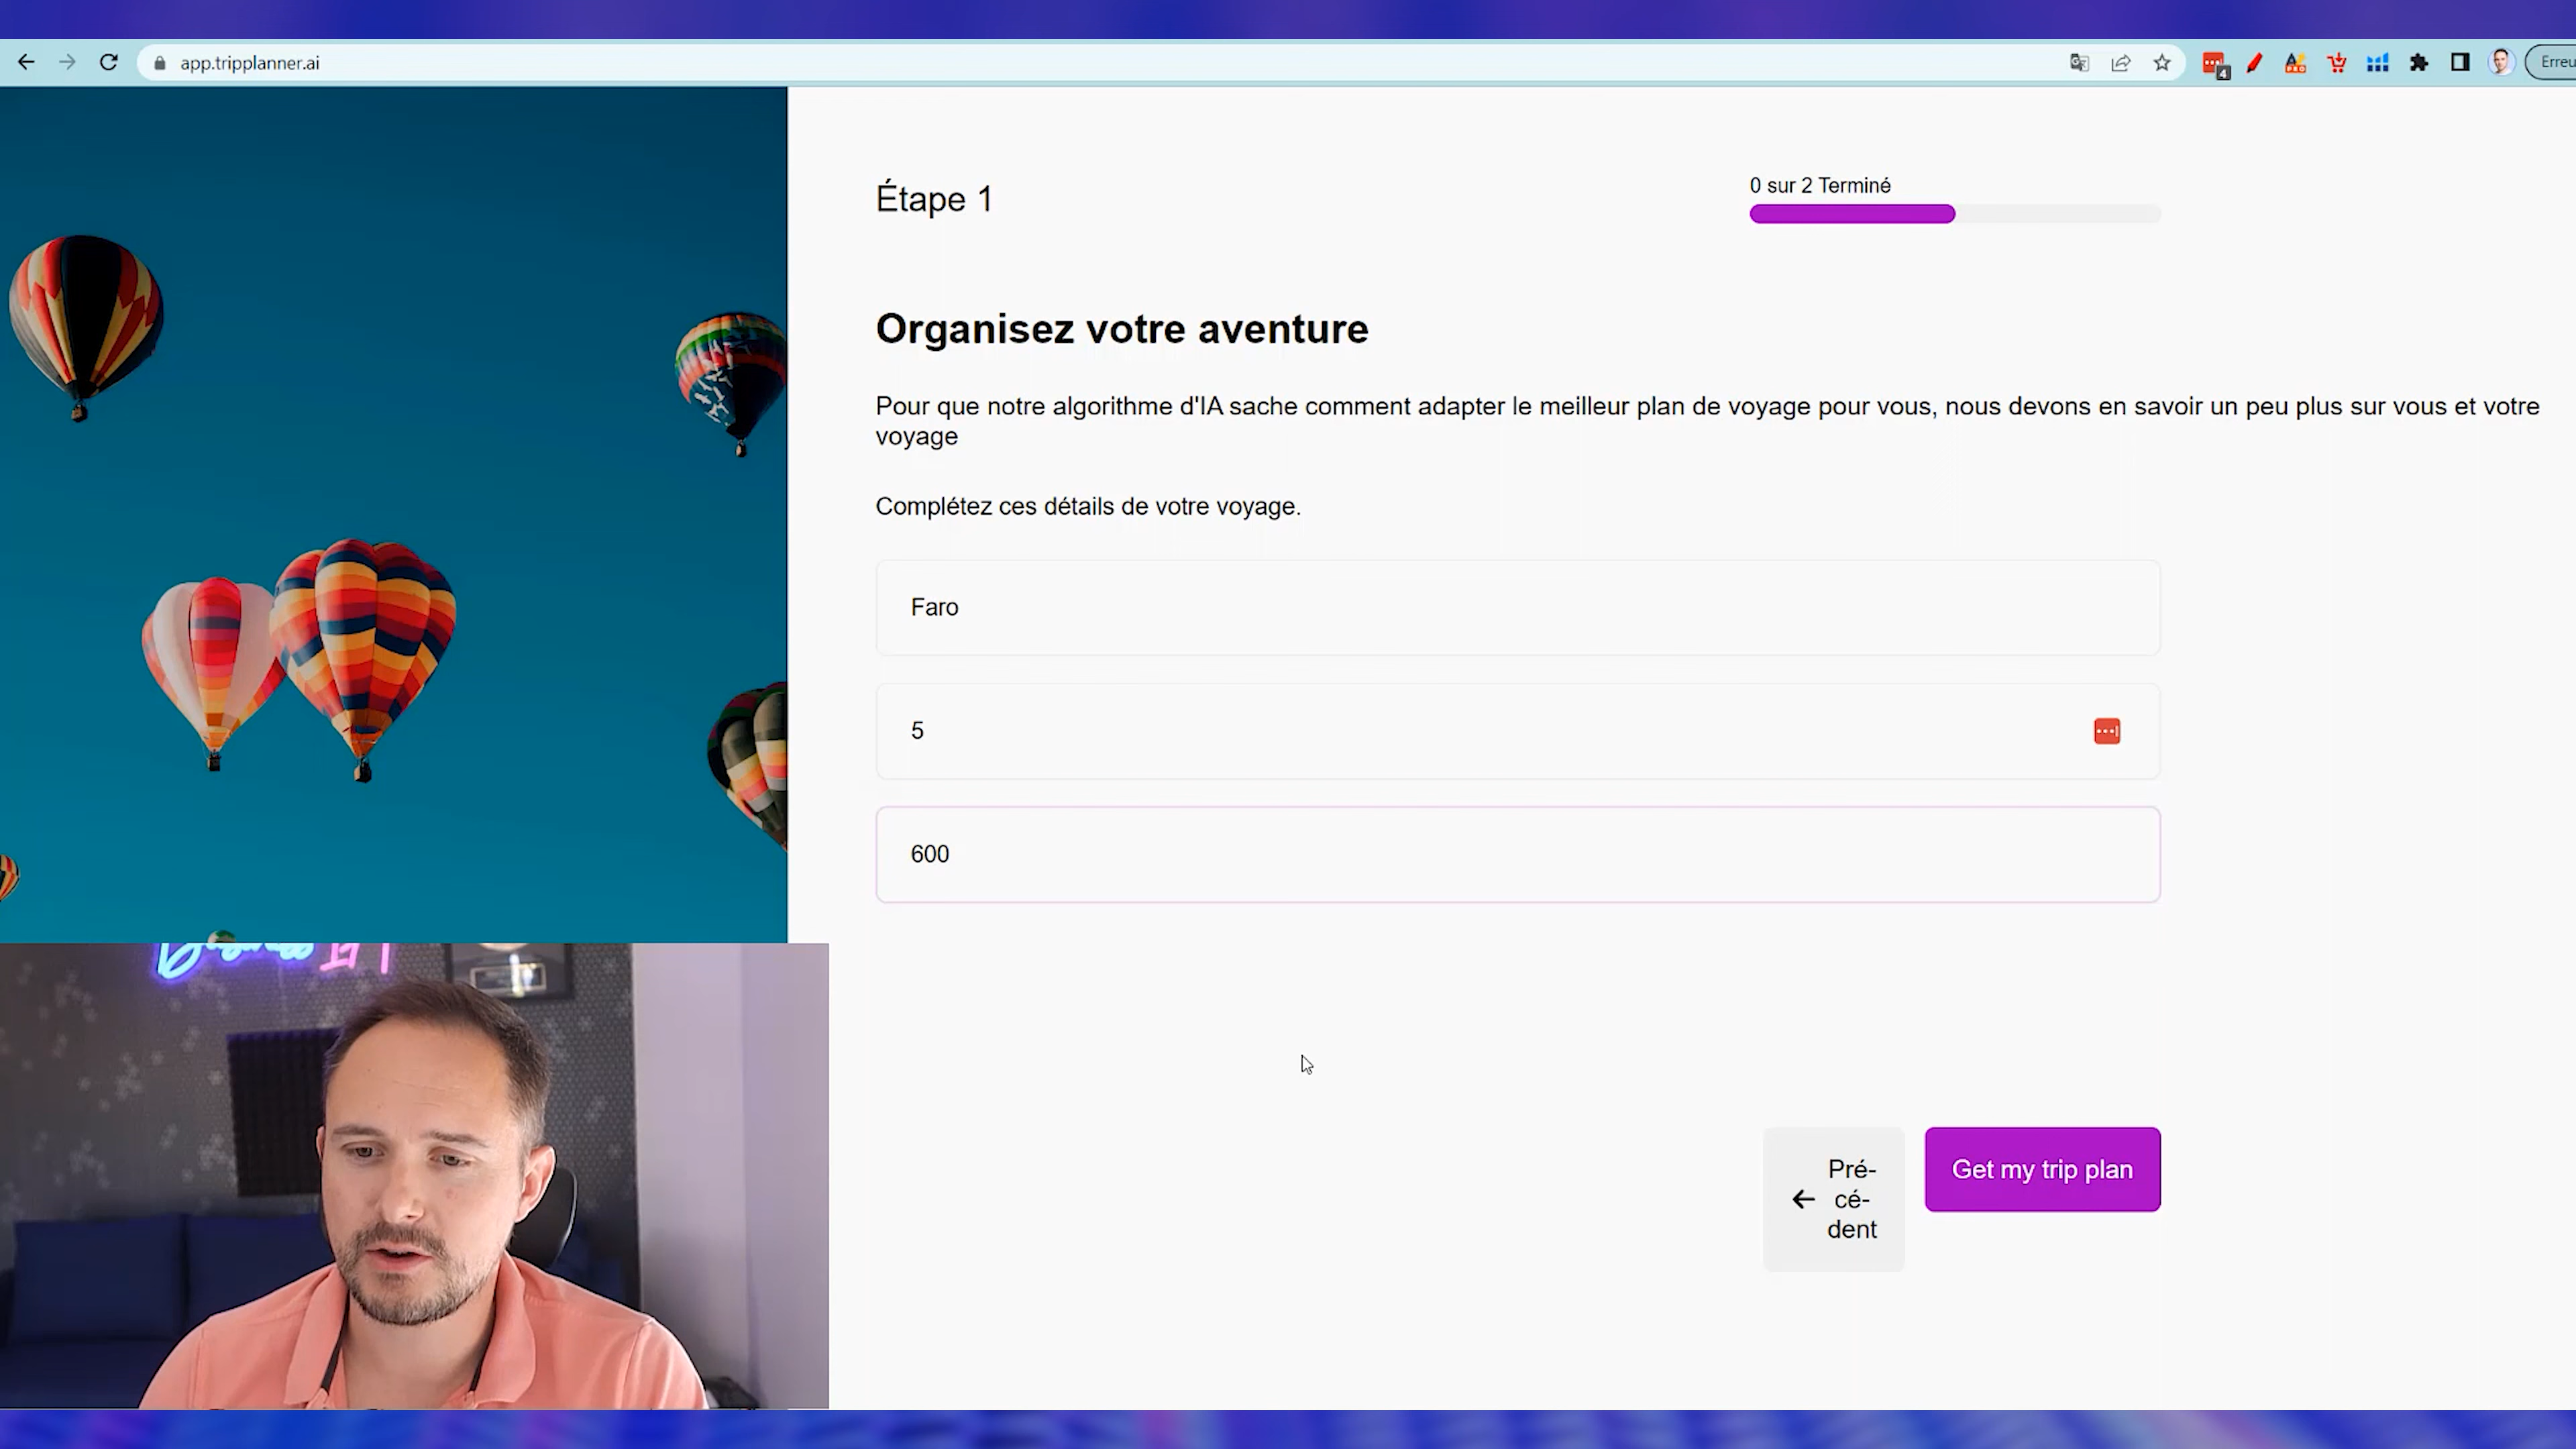 app.tripplanner.ai
4
Erreu
Étape 1
0 sur 2 Terminé
Organisez votre aventure
Pour que notre algorithme d'IA sache comment adapter le meilleur plan de voyage pour vous, nous devons en savoir un peu plus sur vous et votre
voyage
Complétez ces détails de votre voyage.
Faro
5
600
Pré-
cé-
dent
Get my trip plan